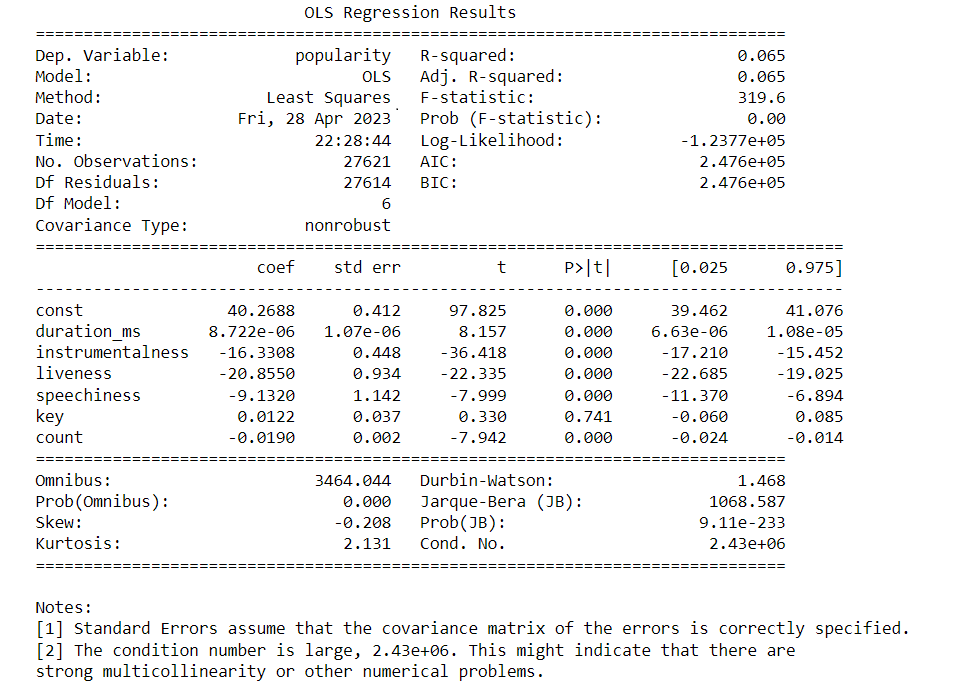 OLS Regression Results
==============================================================================
Dep. Variable:             popularity   R-squared:                       0.065
Model:                            OLS   Adj. R-squared:                  0.065
Method:                 Least Squares   F-statistic:                     319.6
Date:                Fri, 28 Apr 2023   Prob (F-statistic):               0.00
Time:                        22:28:44   Log-Likelihood:            -1.2377e+05
No. Observations:               27621   AIC:                         2.476e+05
Df Residuals:                   27614   BIC:                         2.476e+05
Df Model:                           6
Covariance Type:            nonrobust
====================================================================================
                       coef    std err          t      P>|t|      [0.025      0.975]
------------------------------------------------------------------------------------
const               40.2688      0.412     97.825      0.000      39.462      41.076
duration_ms       8.722e-06   1.07e-06      8.157      0.000    6.63e-06    1.08e-05
instrumentalness   -16.3308      0.448    -36.418      0.000     -17.210     -15.452
liveness           -20.8550      0.934    -22.335      0.000     -22.685     -19.025
speechiness         -9.1320      1.142     -7.999      0.000     -11.370      -6.894
key                  0.0122      0.037      0.330      0.741      -0.060       0.085
count               -0.0190      0.002     -7.942      0.000      -0.024      -0.014
==============================================================================
Omnibus:                     3464.044   Durbin-Watson:                   1.468
Prob(Omnibus):                  0.000   Jarque-Bera (JB):             1068.587
Skew:                          -0.208   Prob(JB):                    9.11e-233
Kurtosis:                       2.131   Cond. No.                     2.43e+06
==============================================================================
Notes:
[1] Standard Errors assume that the covariance matrix of the errors is correctly specified.
[2] The condition number is large, 2.43e+06. This might indicate that there are
strong multicollinearity or other numerical problems.